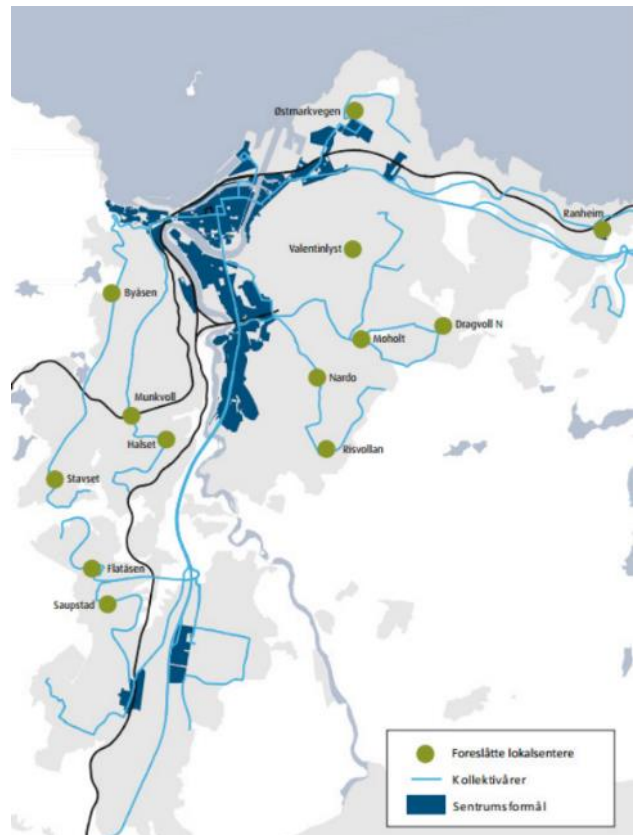 Østmarkvegen
Ranheim
Valentinlyst
Byåsen
Dragvoll N
Moholt
Nardo
Munkvoll
Halset
Risvollan
Stavset
Flatåsen
Saupstad
Foreslåtte lokalsentere
Kollektivårer
Sentrumsformål